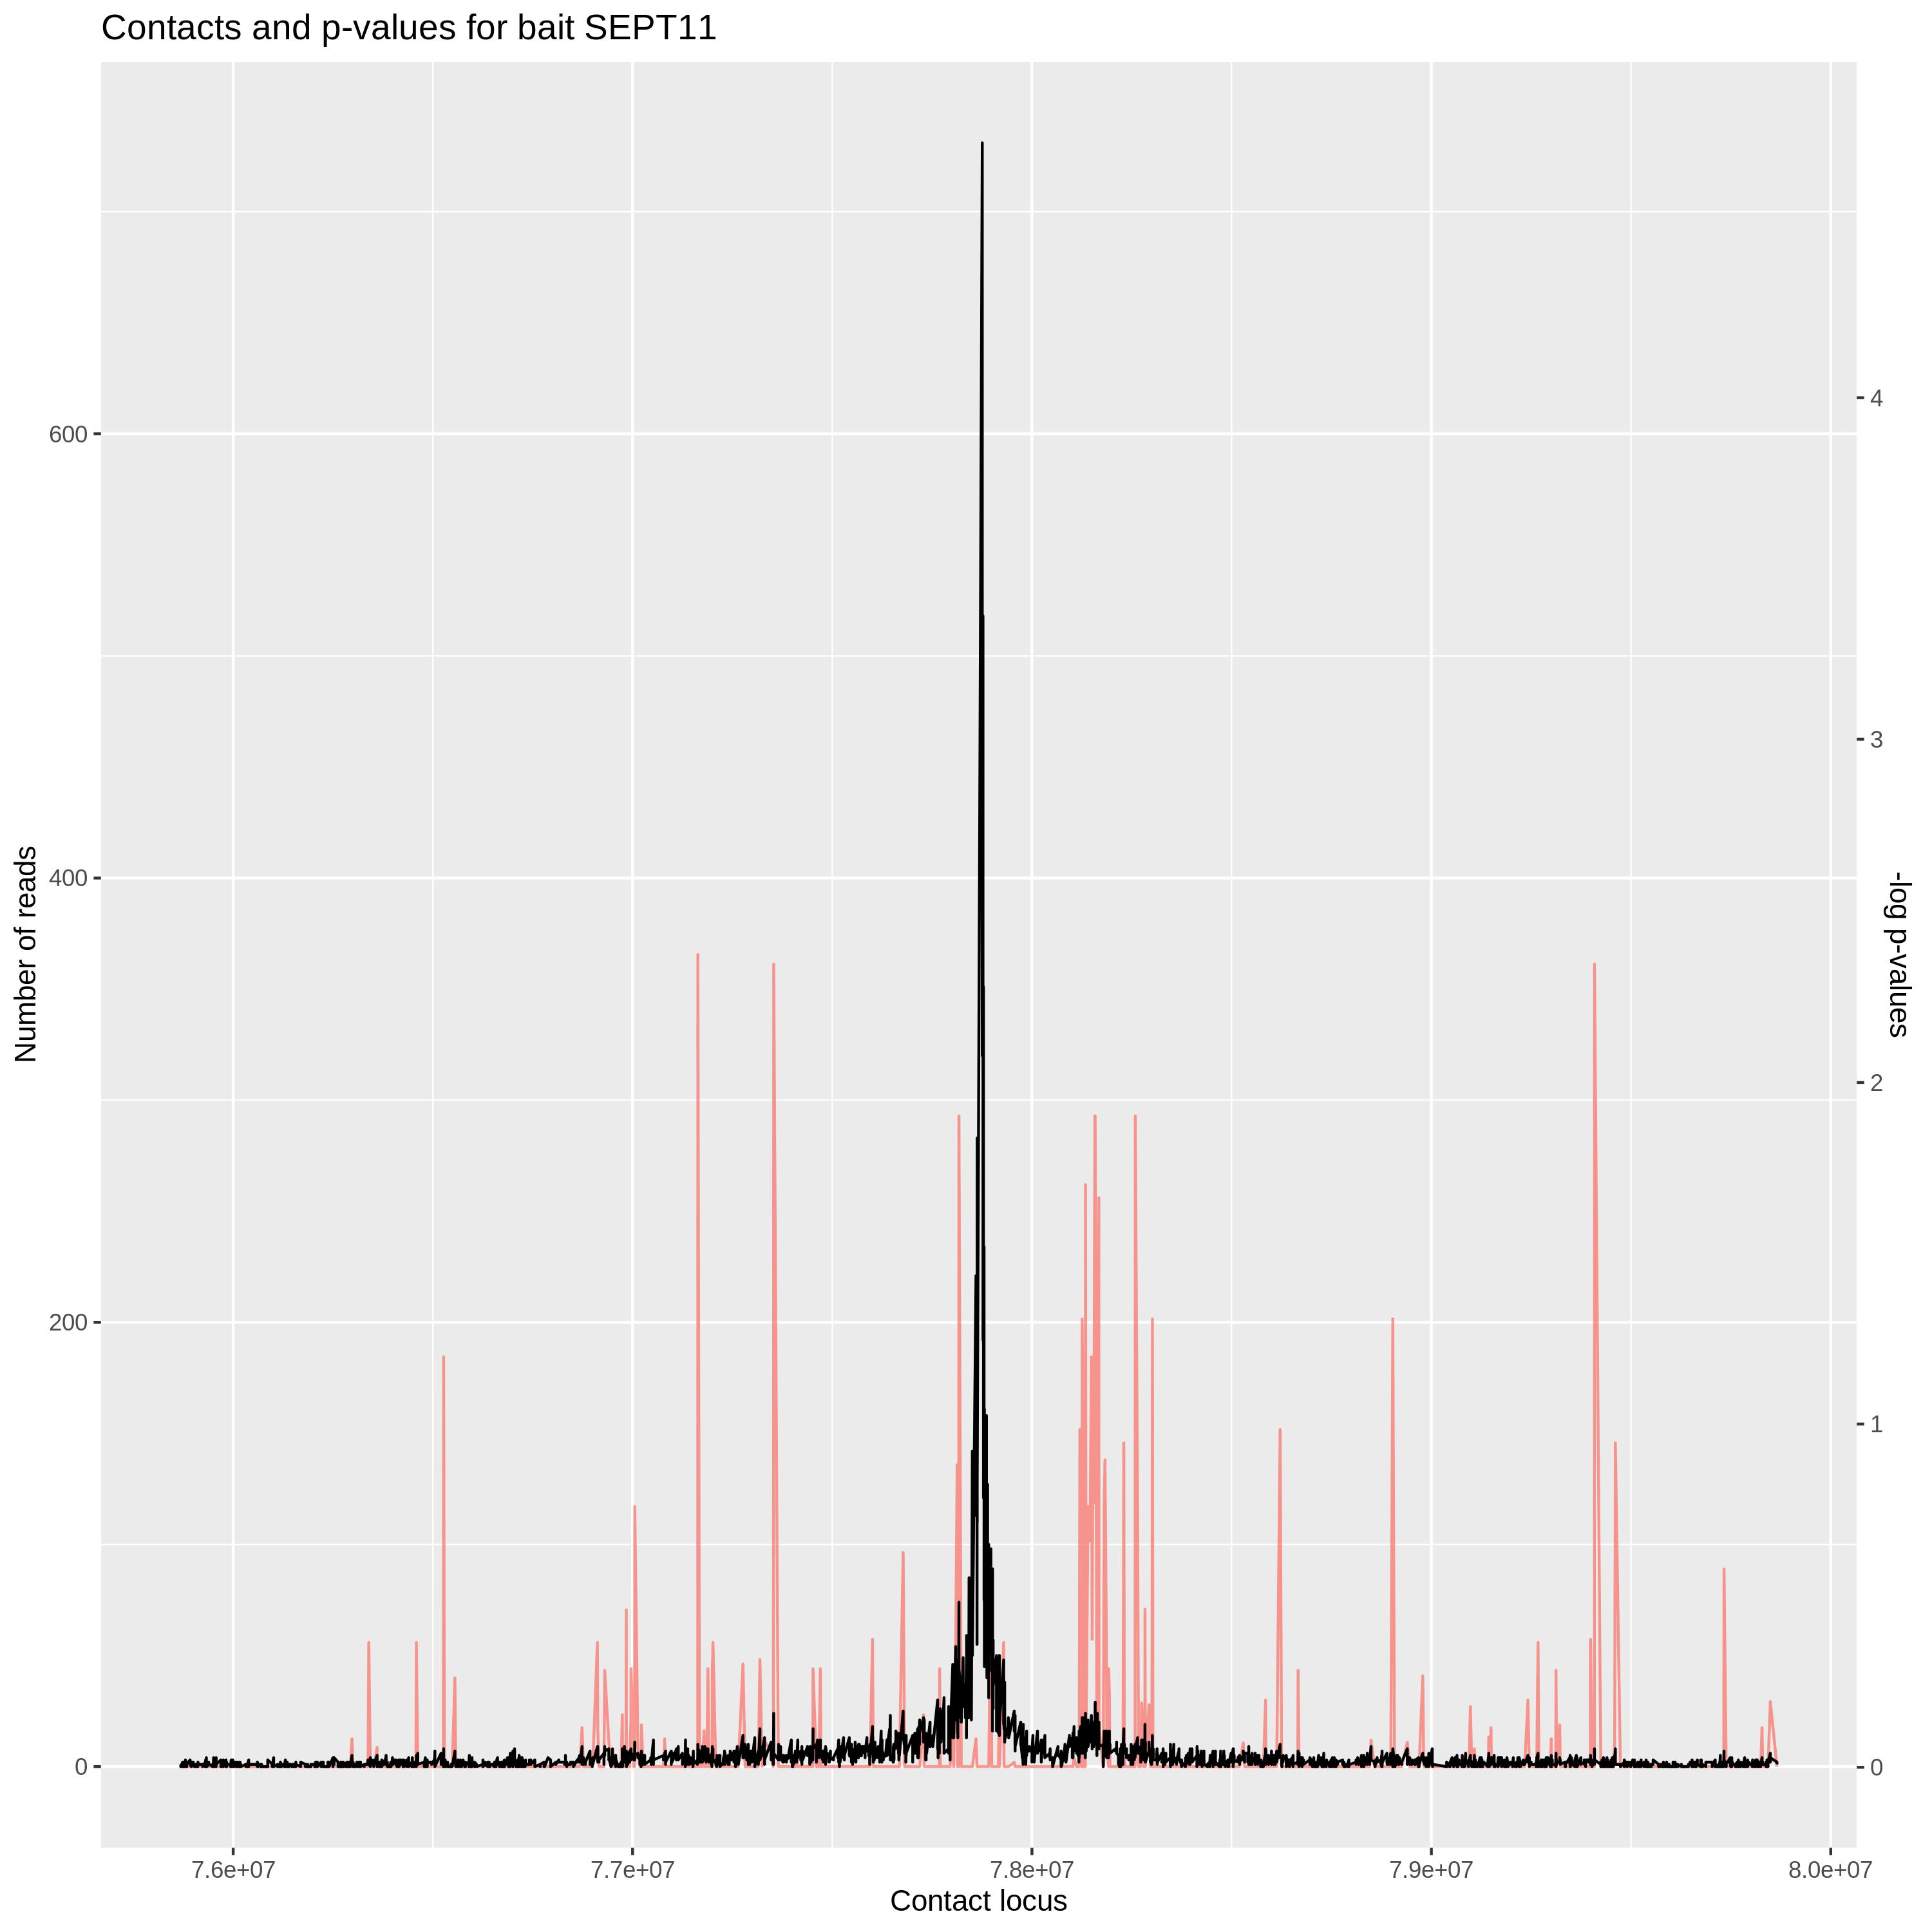 Contacts and p-values for bait SEPT11
Number of reads
600
400
200
0
4
3
2
1
0
-log p-values
7.6e+07
7.7e+07
7.8e+07
7.9e+07
8.0e+07
Contact locus